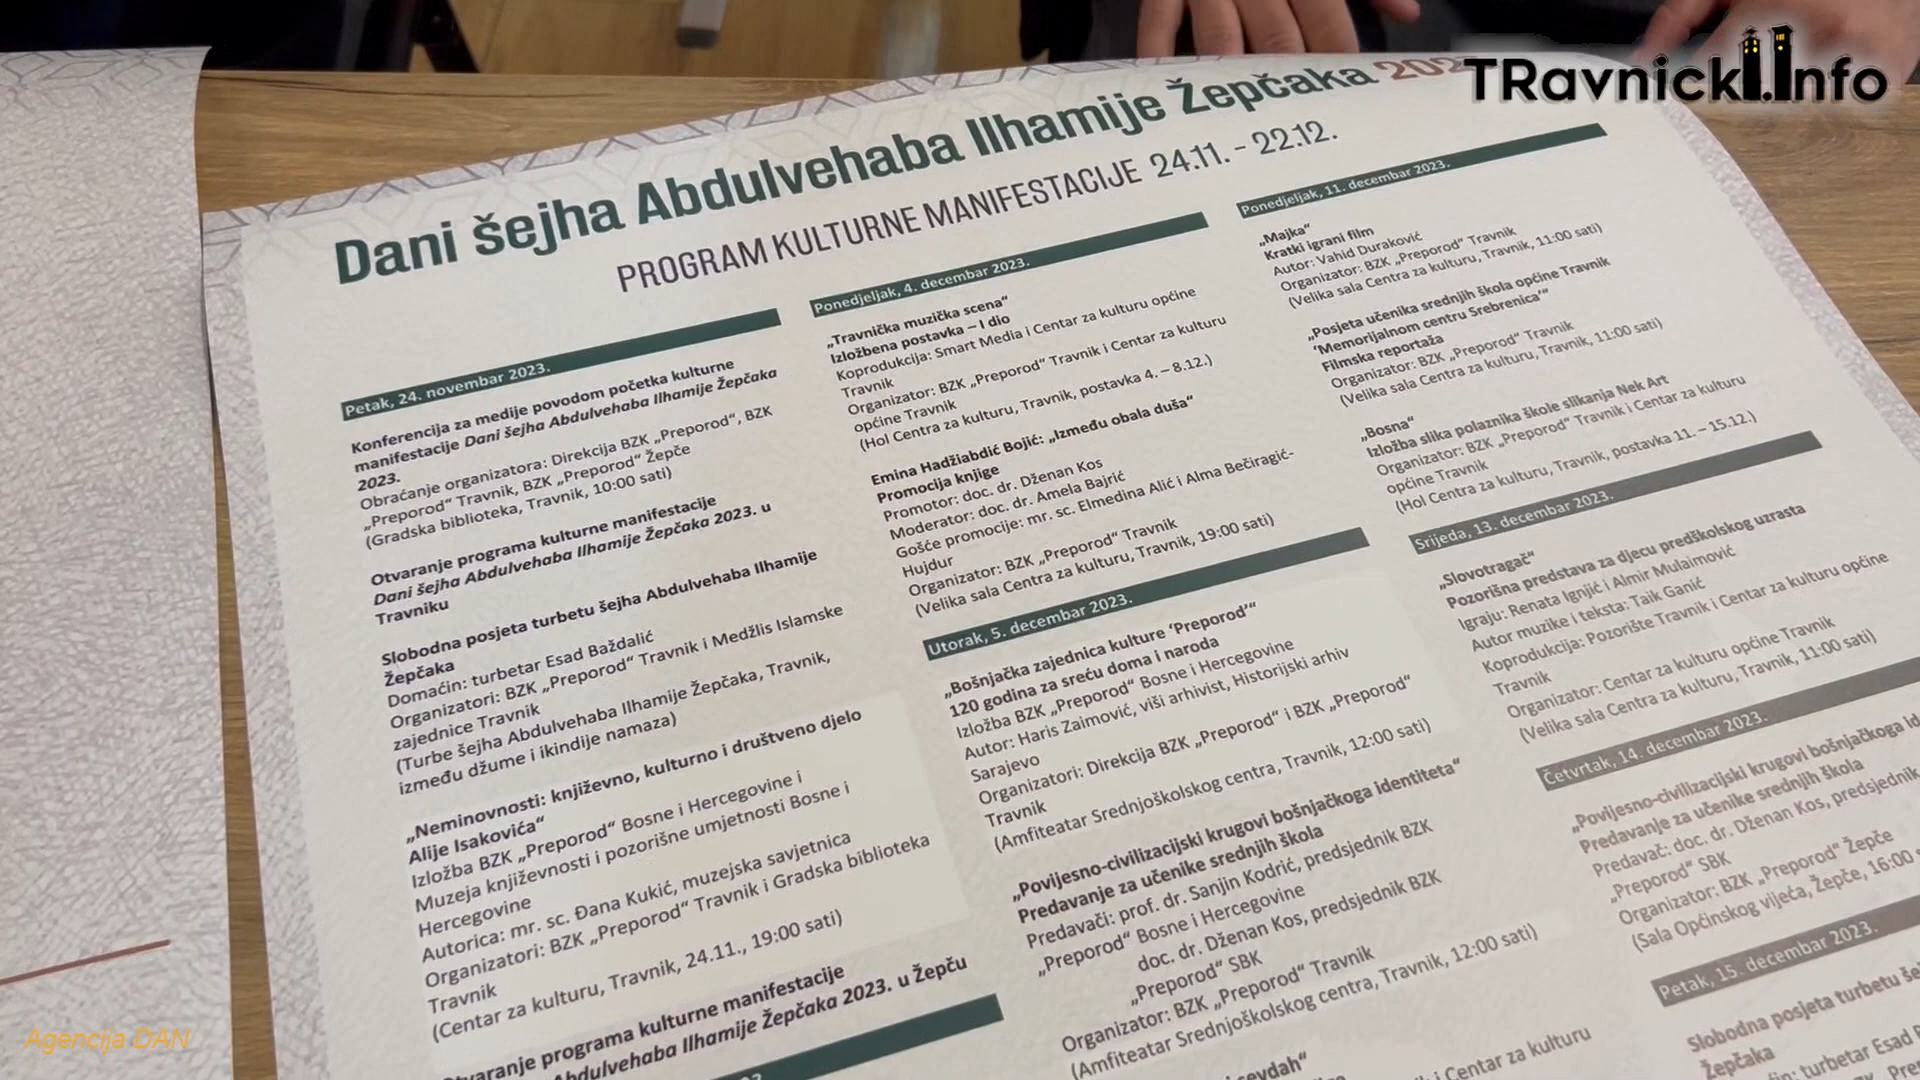 TRavnicki.Info
Dani šejha Abdulvehaba Ilhamije Žepčaka
PROGRAM KULTURNE MANIFESTACIJE 24.11. - 22.12.
Petak, 24. novembar 2023.
Konferencija za medije povodom početka kulturne
manifestacije Dani šejha Abdulvehaba Ilhamije Žepčaka
2023.
Obraćanje organizatora: Direkcija BZK „Preporod“, BZK
„Preporod“ Travnik, BZK „Preporod“ Žepče
(Gradska biblioteka, Travnik, 10:00 sati)
Otvaranje programa kulturne manifestacije
Dani šejha Abdulvehaba Ilhamije Žepčaka 2023. u
Travniku
Slobodna posjeta turbetu šejha Abdulvehaba Ilhamije
Žepčaka
Domaćin: turbetar Esad Baždalić
Organizatori: BZK „Preporod“ Travnik i Medžlis Islamske
zajednice Travnik
(Turbe šejha Abdulvehaba Ilhamije Žepčaka, Travnik,
između džume i ikindije namaza)
„Neminovnosti: književno, kulturno i društveno djelo
Alije Isakovića“
Izložba BZK „Preporod“ Bosne i Hercegovine i
Muzeja književnosti i pozorišne umjetnosti Bosne i
Hercegovine
Autorica: mr. sc. Đana Kukić, muzejska savjetnica
Organizatori: BZK „Preporod“ Travnik i Gradska biblioteka
Travnik
(Centar za kulturu, Travnik, 24.11., 19:00 sati)
Otvaranje programa kulturne manifestacije
Abdulvehaba Ilhamije Žepčaka 2023. u Žepču
Ponedjeljak, 4. decembar 2023.
„Travnička muzička scena“
Izložbena postavka – I dio
Koprodukcija: Smart Media i Centar za kulturu općine
Travnik
Organizator: BZK „Preporod“ Travnik i Centar za kulturu
općine Travnik
(Hol Centra za kulturu, Travnik, postavka 4. – 8.12.)
Emina Hadžiabdić Bojić: „Između obala duša“
Promocija knjige
Promotor: doc. dr. Dženan Kos
Moderator: doc. dr. Amela Bajrić
Gošće promocije: mr. sc. Elmedina Alić i Alma Bečiragić-
Hujdur
Organizator: BZK „Preporod“ Travnik
(Velika sala Centra za kulturu, Travnik, 19:00 sati)
Utorak, 5. decembar 2023.
„Bošnjačka zajednica kulture ‘Preporod’“
120 godina za sreću doma i naroda
Izložba BZK „Preporod“ Bosne i Hercegovine
Autor: Haris Zaimović, viši arhivist, Historijski arhiv
Sarajevo
Organizatori: Direkcija BZK „Preporod“ i BZK „Preporod“
Travnik
(Amfiteatar Srednjoškolskog centra, Travnik, 12:00 sati)
„Povijesno-civilizacijski krugovi bošnjačkoga identiteta“
Predavanje za učenike srednjih škola
Predavači: prof. dr. Sanjin Kodrić, predsjednik BZK
„Preporod“ Bosne i Hercegovine
doc. dr. Dženan Kos, predsjednik BZK
„Preporod“ SBK
Organizator: BZK „Preporod“ Travnik
(Amfiteatar Srednjoškolskog centra, Travnik, 12:00 sati)
i Centar za kulturu
Ponedjeljak, 11. decembar 2023.
„Majka“
Kratki igrani film
Autor: Vahid Duraković
Organizator: BZK „Preporod“ Travnik
(Velika sala Centra za kulturu, Travnik, 11:00 sati)
„Posjeta učenika srednjih škola općine Travnik
‘Memorijalnom centru Srebrenica’“
Filmska reportaža
Organizator: BZK „Preporod“ Travnik
(Velika sala Centra za kulturu, Travnik, 11:00 sati)
„Bosna“
Izložba slika polaznika škole slikanja Nek Art
Organizator: BZK „Preporod“ Travnik i Centar za kulturu
općine Travnik
(Hol Centra za kulturu, Travnik, postavka 11. – 15.12.)
Srijeda, 13. decembar 2023.
„Slovotragač“
Pozorišna predstava za djecu predškolskog uzrasta
Igraju: Renata Ignjić i Almir Mulaimović
Autor muzike i teksta: Taik Ganić
Koprodukcija: Pozorište Travnik i Centar za kulturu općine
Travnik
Organizator: Centar za kulturu općine Travnik
(Velika sala Centra za kulturu, Travnik, 11:00 sati)
Četvrtak, 14. decembar 2023.
„Povijesno-civilizacijski krugovi bošnjačkoga
Predavanje za učenike srednjih škola
Predavač: doc. dr. Dženan Kos, predsjednik
„Preporod“ SBK
Organizator: BZK „Preporod“ Žepče
(Sala Općinskog vijeća, Žepče, 16:00
Petak, 15. decembar 2023.
Slobodna posjeta turbetu
Žepčaka
turbetar Esad
Agencija DAN